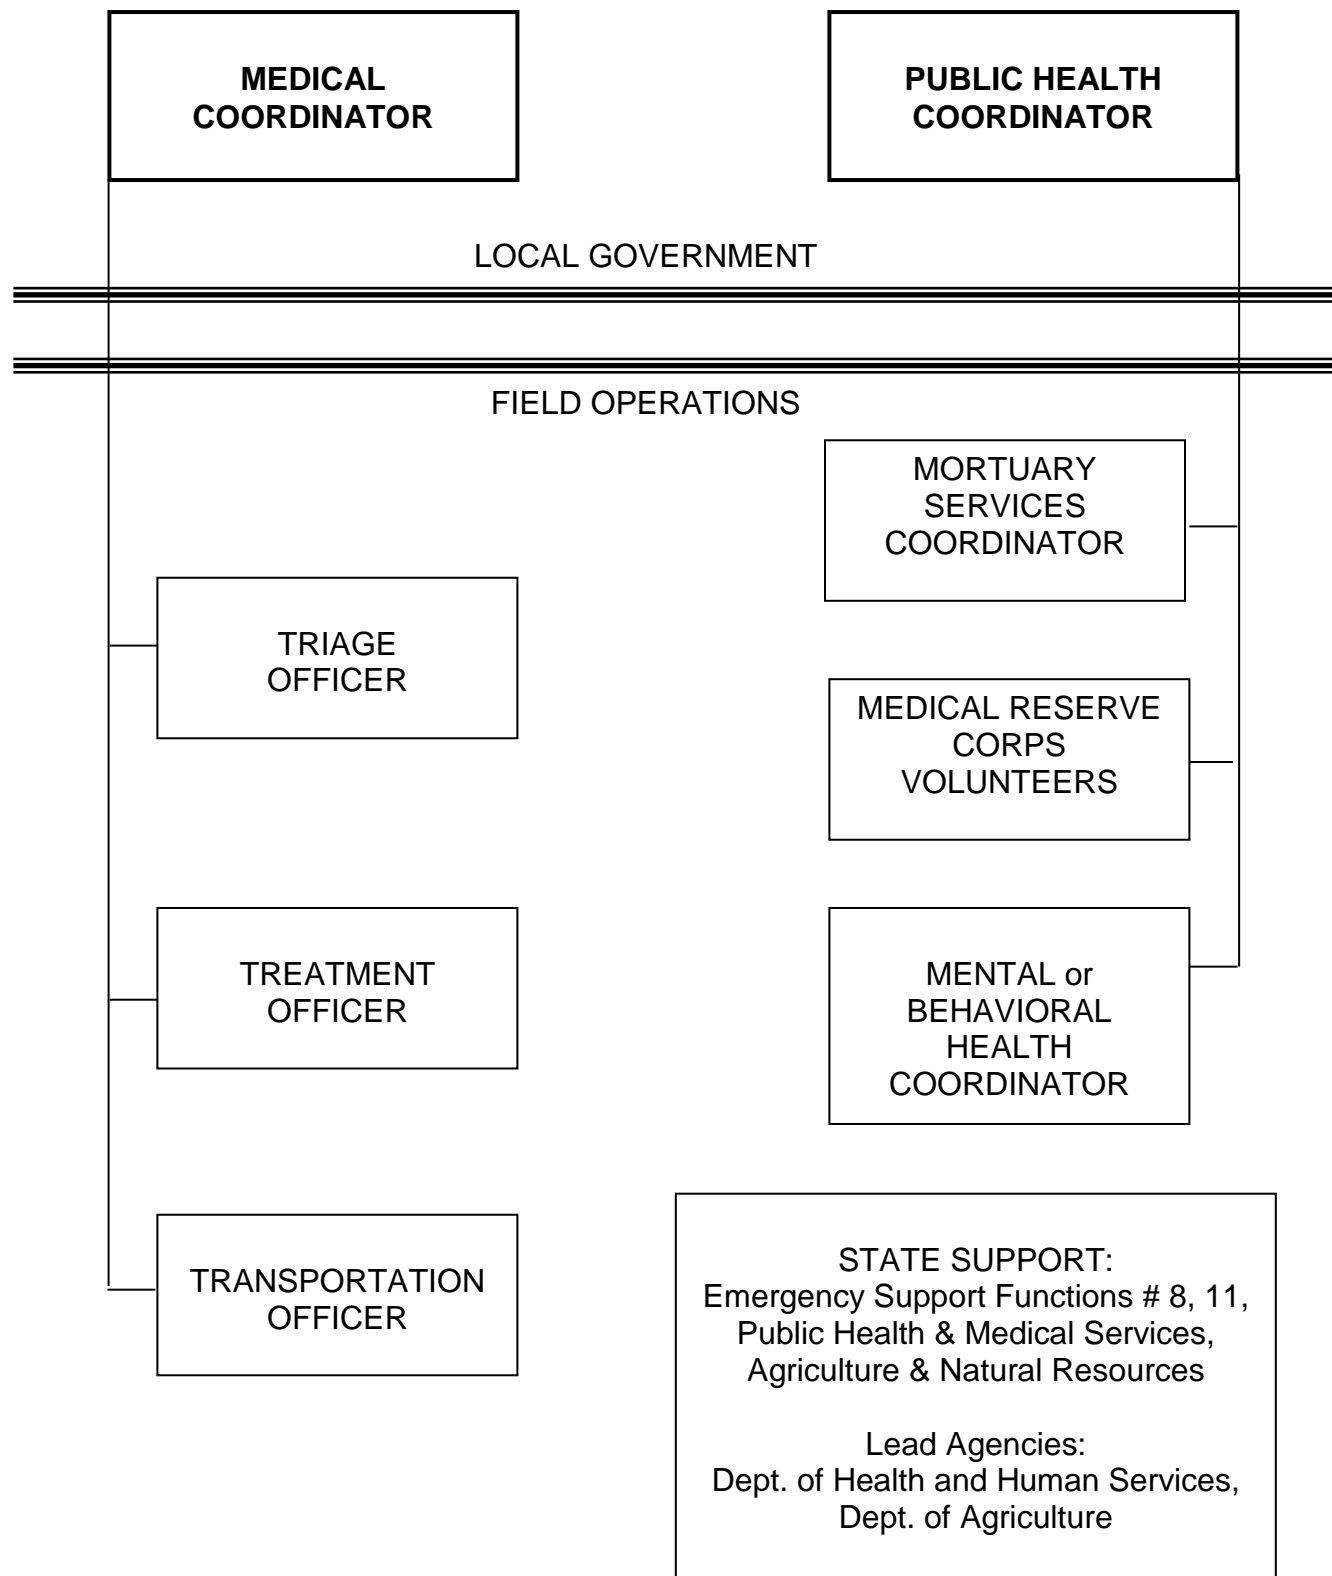 MEDICAL
COORDINATOR
PUBLIC HEALTH
COORDINATOR
LOCAL GOVERNMENT
FIELD OPERATIONS
MORTUARY
SERVICES
COORDINATOR
TRIAGE
OFFICER
MEDICAL RESERVE
CORPS
VOLUNTEERS
TREATMENT
OFFICER
MENTAL or
BEHAVIORAL
HEALTH
COORDINATOR
TRANSPORTATION
OFFICER
STATE SUPPORT:
Emergency Support Functions # 8, 11,
Public Health & Medical Services,
Agriculture & Natural Resources
Lead Agencies:
Dept. of Health and Human Services,
Dept. of Agriculture